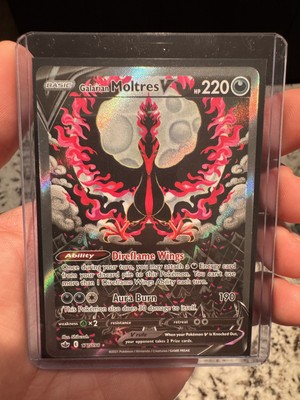 BASIC
Galarian Moltres V HP 220
Ability Direflame Wings
Once during your turn, you may attach a Energy card
from your discard pile to this Pokémon. You can't use
more than 1 Direflame Wings Ability each turn.
Aura Burn 190
This Pokémon also does 30 damage to itself.
weakness ×2 resistance retreat
V rule When your Pokémon V is Knocked Out,
your opponent takes 2 Prize cards.